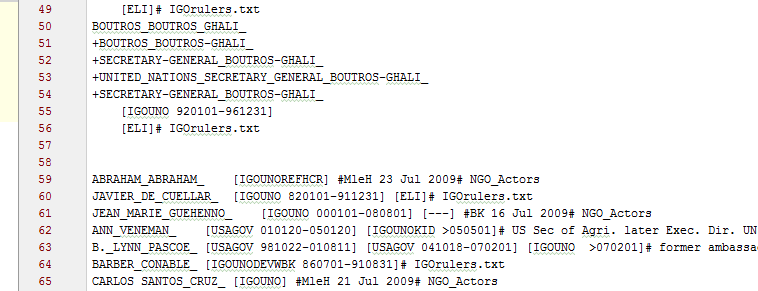 49 [ELI]# IGOrulers.txt
50 BOUTROS_BOUTROS_GHALI_
51 +BOUTROS_BOUTROS-GHALI_
52 +SECRETARY-GENERAL_BOUTROS-GHALI_
53 +UNITED_NATIONS_SECRETARY_GENERAL_BOUTROS-GHALI_
54 +SECRETARY-GENERAL_BOUTROS-GHALI_
55 [IGOUNO 920101-961231]
56 [ELI]# IGOrulers.txt
57
58
59 ABRAHAM_ABRAHAM_ [IGOUNOREFHCR] #MleH 23 Jul 2009# NGO_Actors
60 JAVIER_DE_CUELLAR_ [IGOUNO 820101-911231] [ELI]# IGOrulers.txt
61 JEAN_MARIE_GUEHENNO_ [IGOUNO 000101-080801] [---] #BK 16 Jul 2009# NGO_Actors
62 ANN_VENEMAN_ [USAGOV 010120-050120] [IGOUNOKID >050501]# US Sec of Agri. later Exec. Dir. UN
63 B._LYNN_PASCOE_ [USAGOV 981022-010811] [USAGOV 041018-070201] [IGOUNO >070201]# former ambassa
64 BARBER_CONABLE_ [IGOUNODEVWBK 860701-910831]# IGOrulers.txt
65 CARLOS SANTOS_CRUZ_ [IGOUNO] #MleH 21 Jul 2009# NGO_Actors